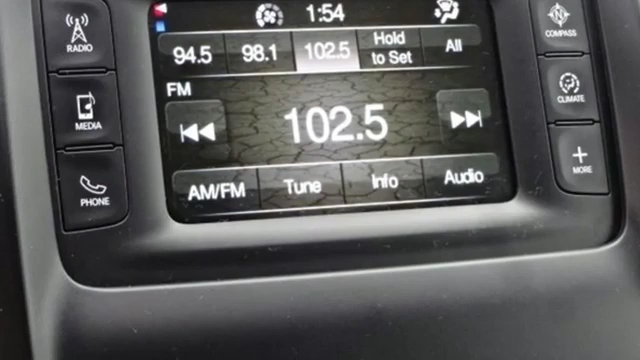 1:54
RADIO
94.5 98.1 102.5 Hold to Set All
COMPASS
FM
MEDIA
102.5
CLIMATE
AM/FM Tune Info Audio
PHONE
MORE